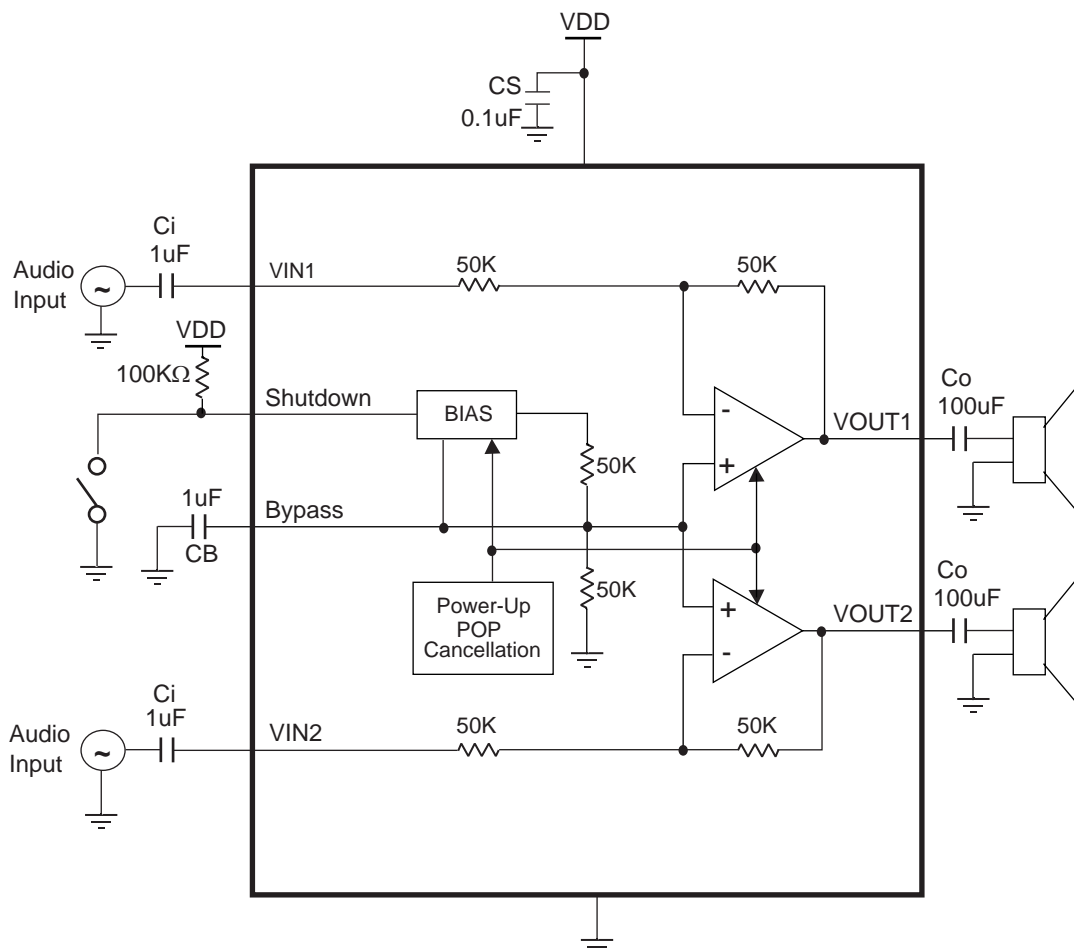 VDD
CS
0.1uF
Ci
1uF
Audio
Input
~
VIN1
50K
50K
VDD
100KΩ
Shutdown
BIAS
50K
-
+
VOUT1
Co
100uF
1uF
CB
Bypass
50K
Power-Up
POP
Cancellation
+
-
VOUT2
Co
100uF
Ci
1uF
Audio
Input
~
VIN2
50K
50K